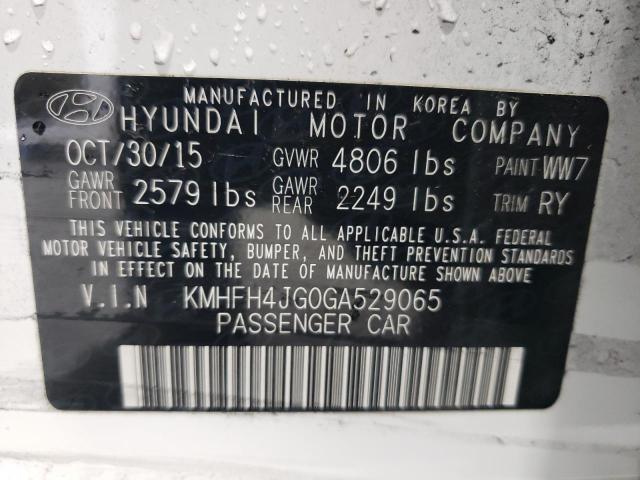 MANUFACTURED IN KOREA BY
HYUNDAI MOTOR COMPANY
OCT/30/15 GVWR 4806 lbs PAINT WW7
GAWR FRONT 2579 lbs GAWR REAR 2249 lbs TRIM RY
THIS VEHICLE CONFORMS TO ALL APPLICABLE U.S.A. FEDERAL
MOTOR VEHICLE SAFETY, BUMPER, AND THEFT PREVENTION STANDARDS
IN EFFECT ON THE DATE OF MANUFACTURE SHOWN ABOVE.
V.I.N KMHFH4JG0GA529065
PASSENGER CAR